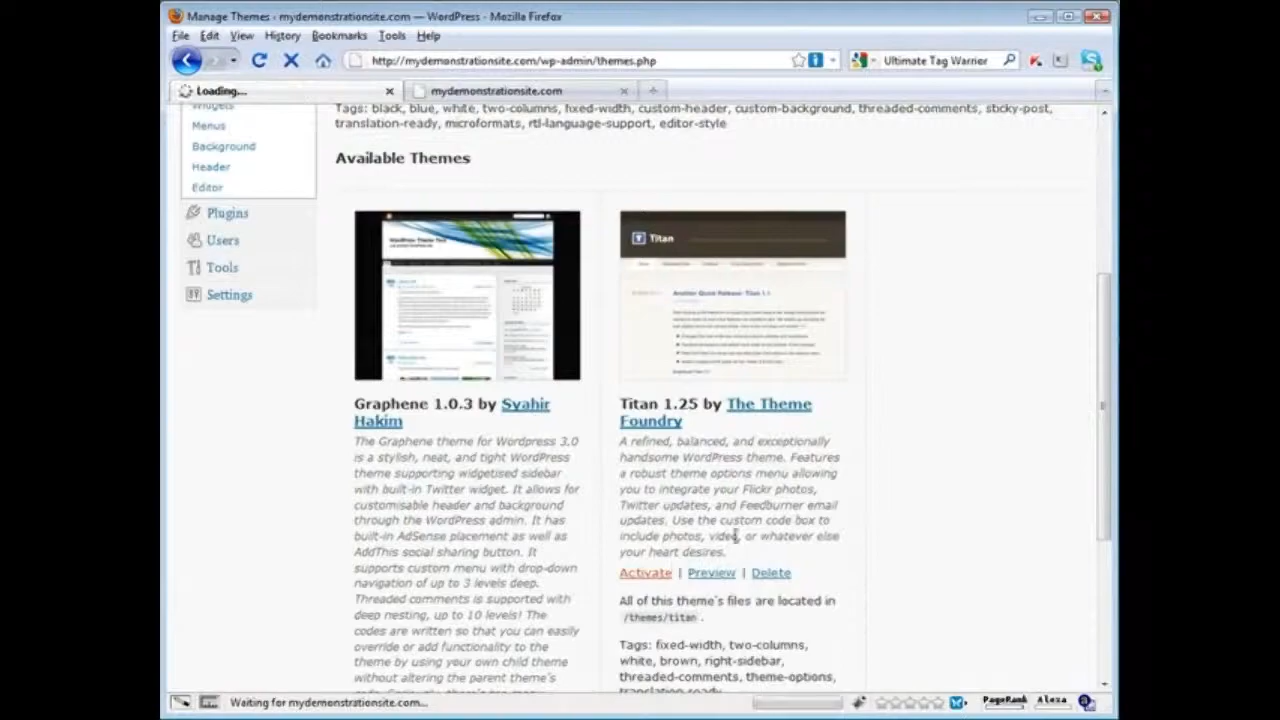 Manage Themes ‹ mydemonstrationsite.com — WordPress - Mozilla Firefox
File Edit View History Bookmarks Tools Help
http://mydemonstrationsite.com/wp-admin/themes.php
Ultimate Tag Warrior
Loading...
mydemonstrationsite.com
Widgets
Menus
Background
Header
Editor
Plugins
Users
Tools
Settings
Tags: black, blue, white, two-columns, fixed-width, custom-header, custom-background, threaded-comments, sticky-post,
translation-ready, microformats, rtl-language-support, editor-style
Available Themes
Graphene 1.0.3 by Syahir
Hakim
The Graphene theme for Wordpress 3.0
is a stylish, neat, and tight WordPress
theme supporting widgetised sidebar
with built-in Twitter widget. It allows for
customisable header and background
through the WordPress admin. It has
built-in AdSense placement as well as
AddThis social sharing button. It
supports custom menu with drop-down
navigation of up to 3 levels deep.
Threaded comments is supported with
deep nesting, up to 10 levels! The
codes are written so that you can easily
override or add functionality to the
theme by using your own child theme
without altering the parent theme's
Titan
Another Quick Release: Titan 1.1
Titan 1.25 by The Theme
Foundry
A refined, balanced, and exceptionally
handsome WordPress theme. Features
a robust theme options menu allowing
you to integrate your Flickr photos,
Twitter updates, and Feedburner email
updates. Use the custom code box to
include photos, video, or whatever else
your heart desires.
Activate | Preview | Delete
All of this theme's files are located in
/themes/titan .
Tags: fixed-width, two-columns,
white, brown, right-sidebar,
threaded-comments, theme-options,
translation-ready
Waiting for mydemonstrationsite.com...
PageRank
Alexa